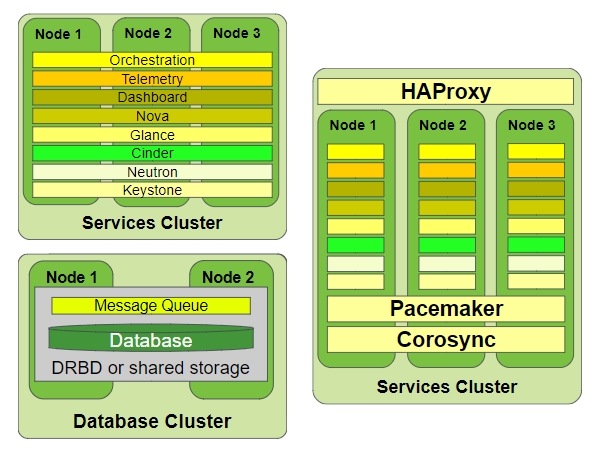 Node 1 Node 2 Node 3
Orchestration
Telemetry
Dashboard
Nova
Glance
Cinder
Neutron
Keystone
Services Cluster
Node 1 Node 2
Message Queue
Database
DRBD or shared storage
Database Cluster
HAProxy
Node 1 Node 2 Node 3
Pacemaker
Corosync
Services Cluster